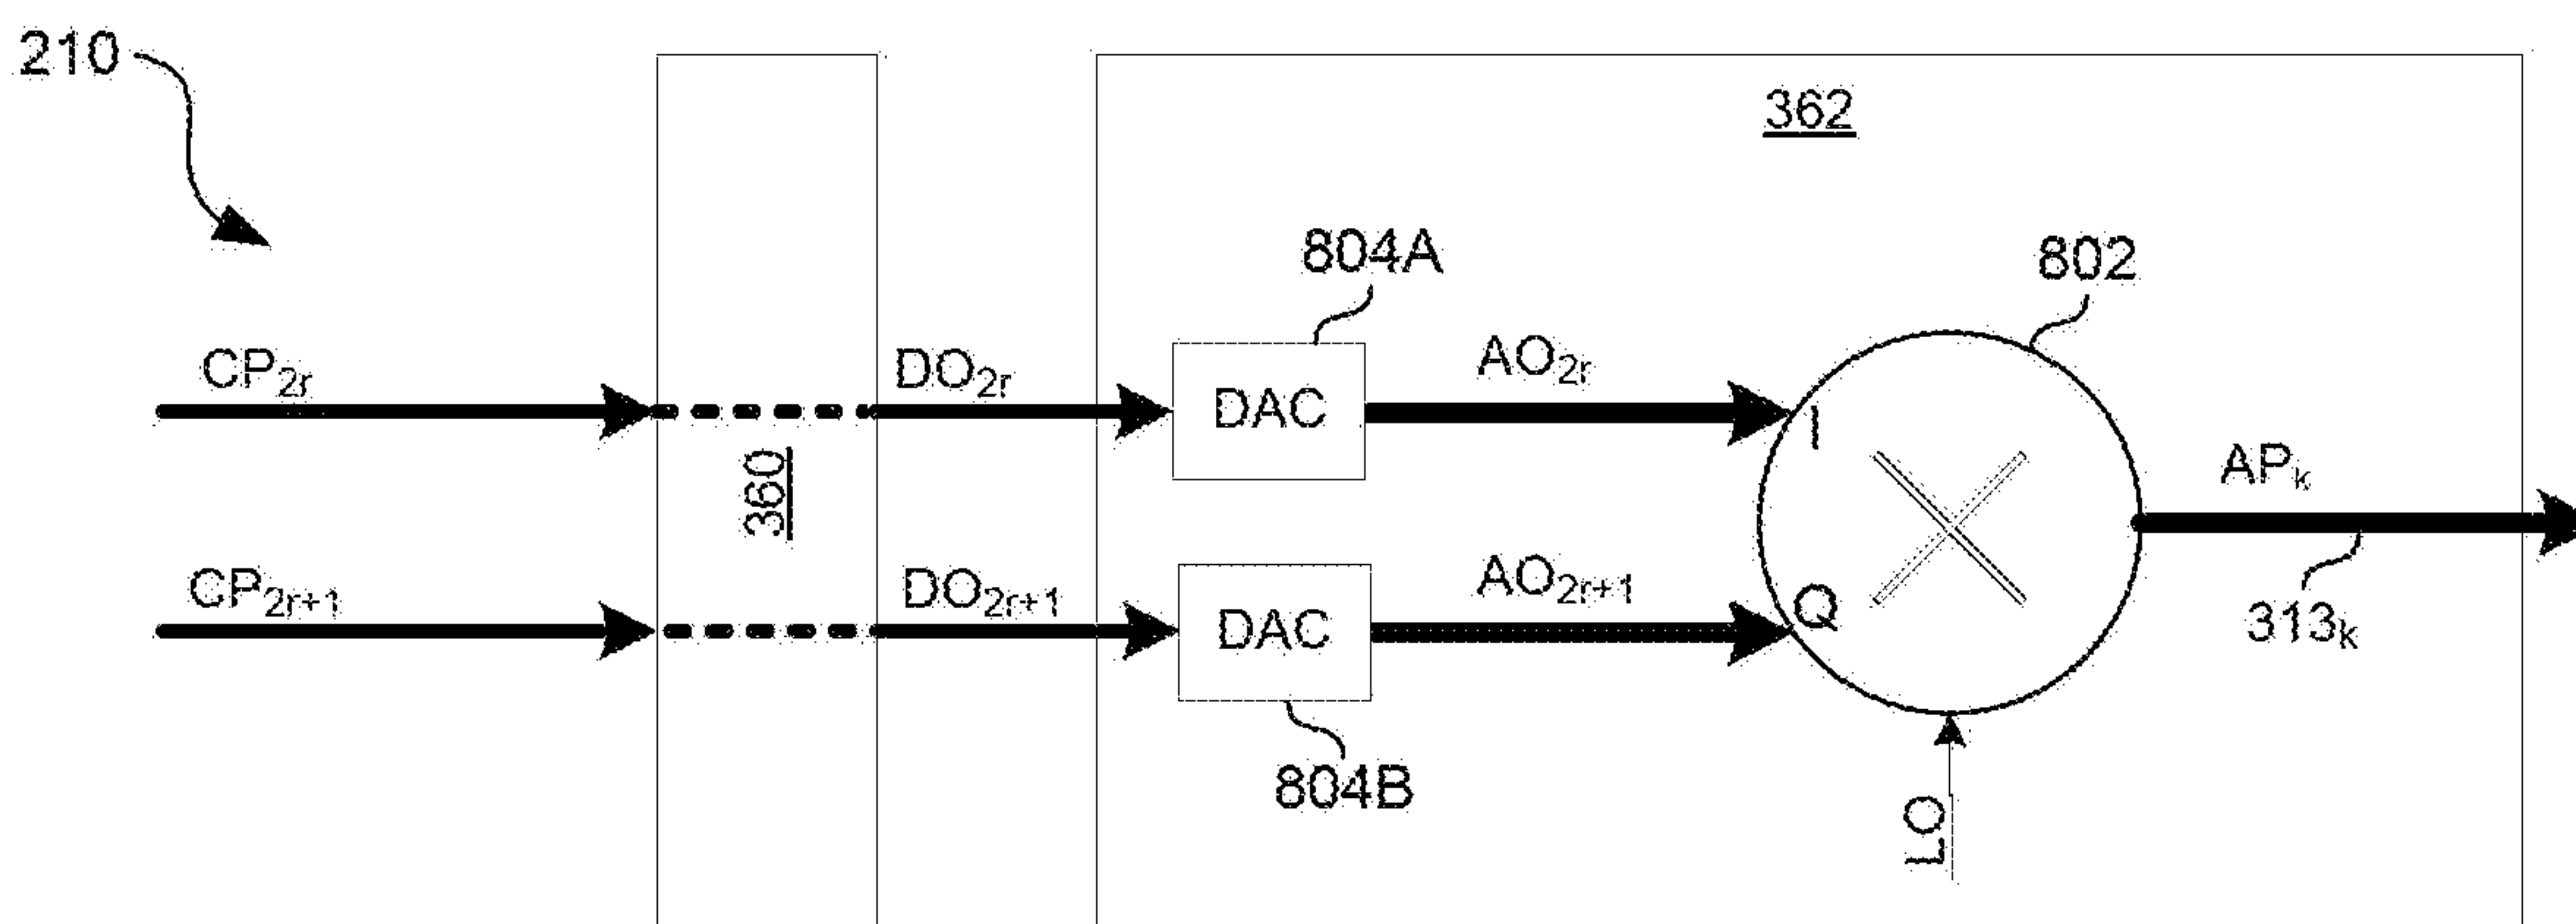 210
362
804A
802
CP2r
DO2r
AO2r
DAC
I
APk
360
CP2r+1
DO2r+1
AO2r+1
DAC
Q
313k
804B
LO